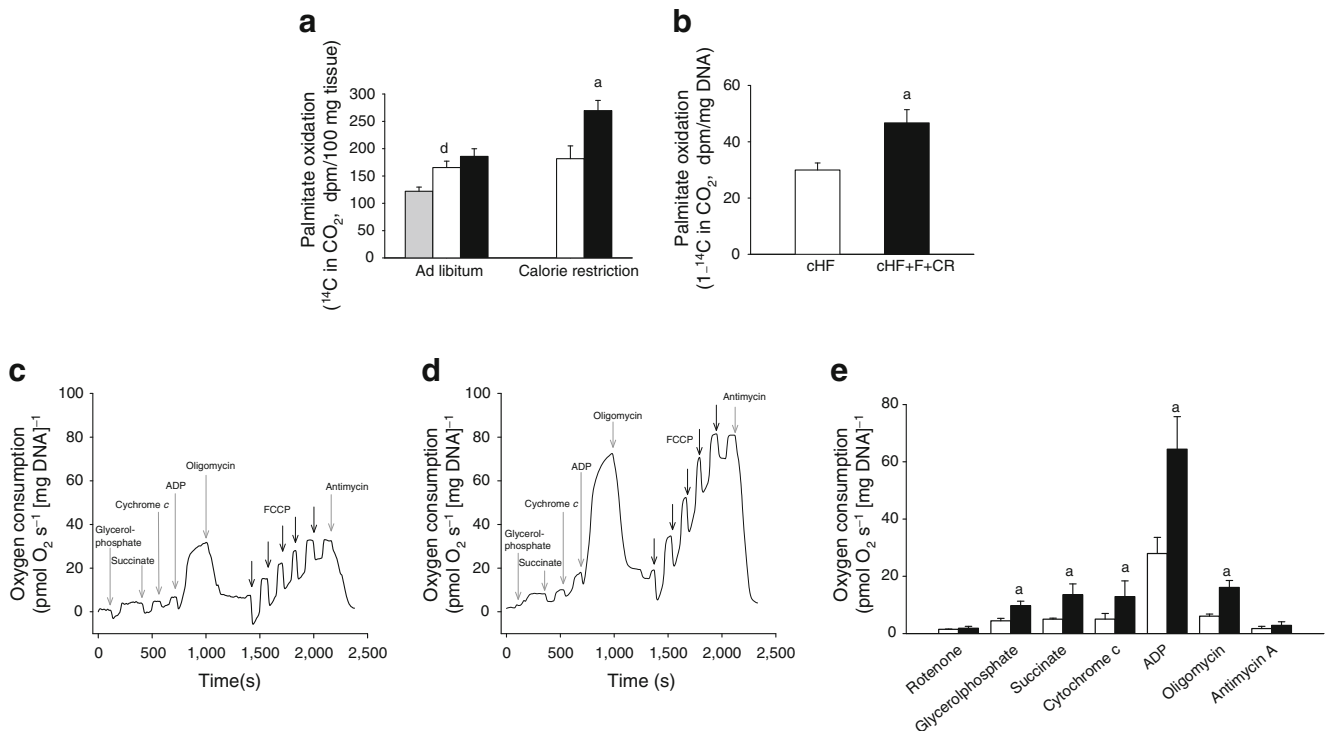 a
Palmitate oxidation
(¹⁴C in CO₂, dpm/100 mg tissue)
300
250
200
150
100
50
0
d
a
Ad libitum
Calorie restriction
b
Palmitate oxidation
(1–¹⁴C in CO₂, dpm/mg DNA)
60
40
20
0
a
cHF
cHF+F+CR
c
Oxygen consumption
(pmol O₂ s⁻¹ [mg DNA]⁻¹
100
80
60
40
20
0
Glycerol-
phosphate
Succinate
Cychrome c
ADP
Oligomycin
FCCP
Antimycin
0
500
1,000
1,500
2,000
2,500
Time(s)
d
Oxygen consumption
(pmol O₂ s⁻¹ [mg DNA]⁻¹
100
80
60
40
20
0
Glycerol-
phosphate
Succinate
Cychrome c
ADP
Oligomycin
FCCP
Antimycin
0
500
1,000
1,500
2,000
2,500
Time (s)
e
Oxygen consumption
(pmol O₂ s⁻¹ [mg DNA]⁻¹
80
60
40
20
0
a
a
a
a
a
Rotenone
Glycerolphosphate
Succinate
Cytochrome c
ADP
Oligomycin
Antimycin A